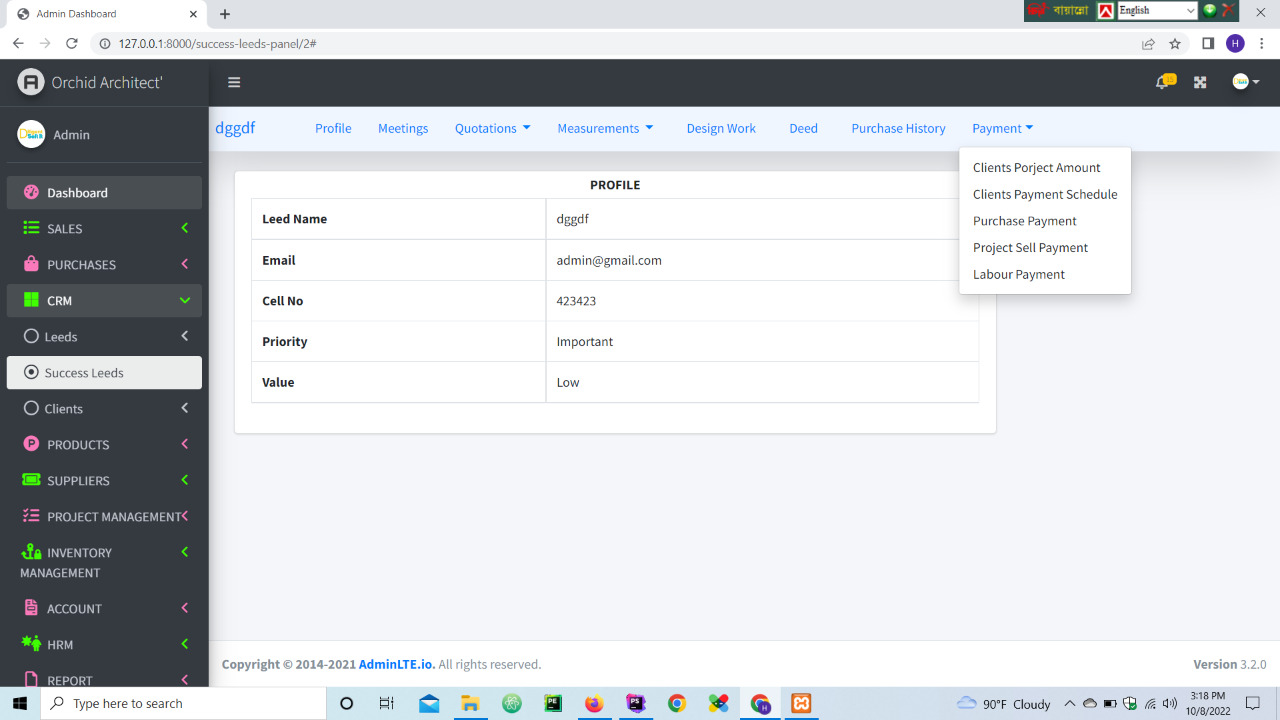 Admin Dashboard
বায়ান্নো
English
127.0.0.1:8000/success-leeds-panel/2#
H
Orchid Architect'
15
Admin
dggdf
Profile
Meetings
Quotations
Measurements
Design Work
Deed
Purchase History
Payment
Clients Porject Amount
Clients Payment Schedule
Purchase Payment
Project Sell Payment
Labour Payment
Dashboard
SALES
PURCHASES
CRM
Leeds
Success Leeds
Clients
PRODUCTS
SUPPLIERS
PROJECT MANAGEMENT
INVENTORY
MANAGEMENT
ACCOUNT
HRM
REPORT
PROFILE
Leed Name dggdf
Email admin@gmail.com
Cell No 423423
Priority Important
Value Low
Copyright © 2014-2021 AdminLTE.io. All rights reserved.
Version 3.2.0
Type here to search
90°F Cloudy
3:18 PM
10/8/2022